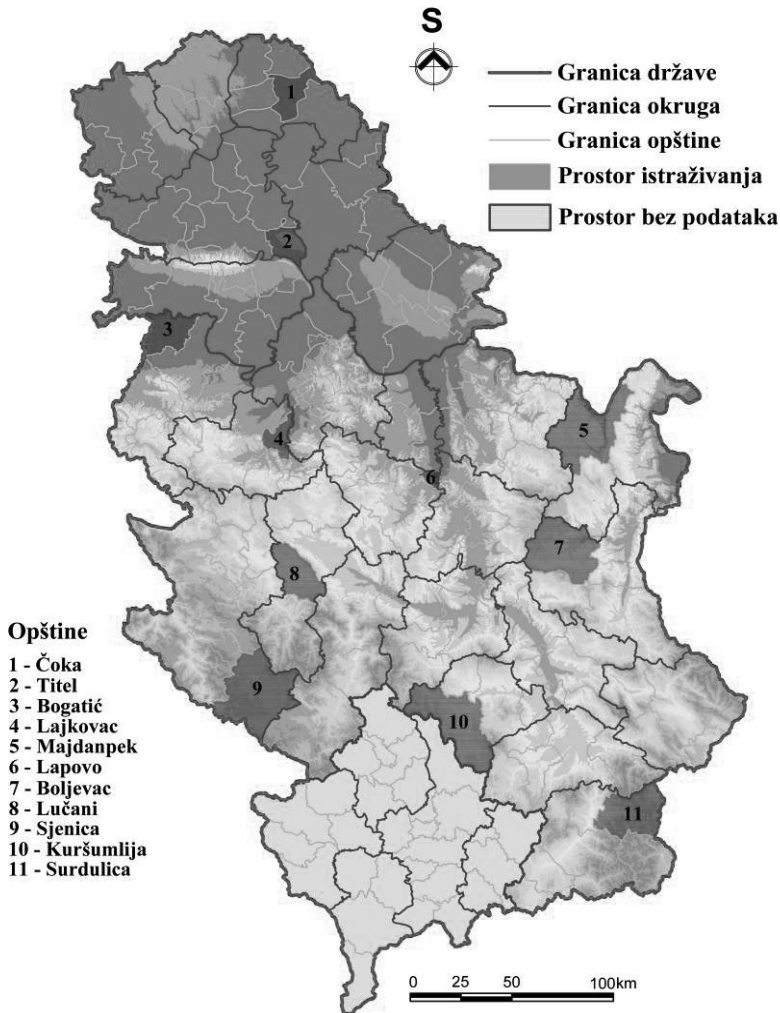 S
Granica države
Granica okruga
Granica opštine
Prostor istraživanja
Prostor bez podataka
1
2
3
4
5
6
7
8
9
10
11
Opštine
1 - Čoka
2 - Titel
3 - Bogatić
4 - Lajkovac
5 - Majdanpek
6 - Lapovo
7 - Boljevac
8 - Lučani
9 - Sjenica
10 - Kuršumlija
11 - Surdulica
0 25 50 100km